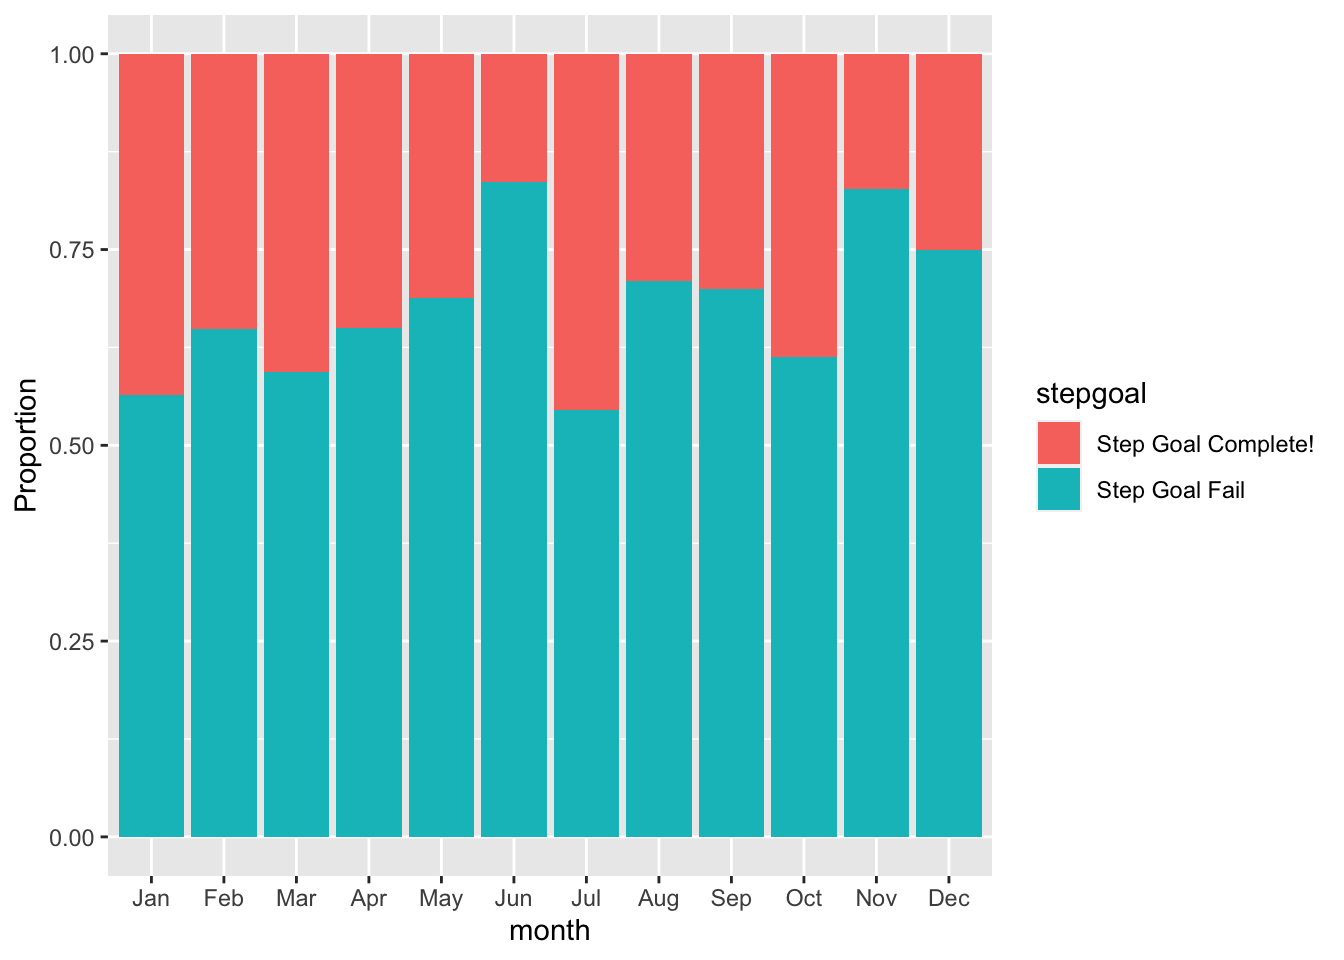 1.00
0.75
0.50
0.25
0.00
Proportion
Jan Feb Mar Apr May Jun Jul Aug Sep Oct Nov Dec
month
stepgoal
Step Goal Complete!
Step Goal Fail